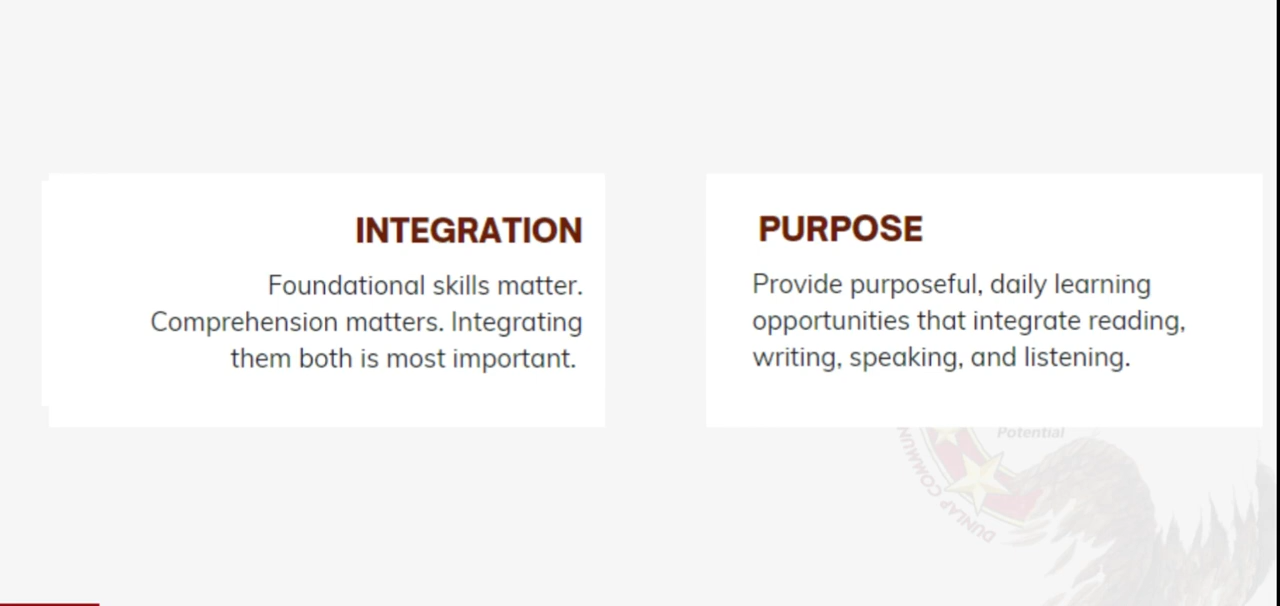 INTEGRATION
Foundational skills matter.
Comprehension matters. Integrating
them both is most important.
PURPOSE
Provide purposeful, daily learning
opportunities that integrate reading,
writing, speaking, and listening.
Potential
DUNLAP COMMUN